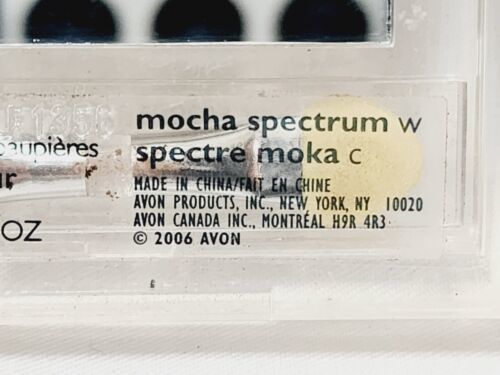 mocha spectrum w
paupières spectre moka c
MADE IN CHINA/FAIT EN CHINE
AVON PRODUCTS, INC., NEW YORK, NY 10020
OZ AVON CANADA INC., MONTRÉAL H9R 4R3
© 2006 AVON